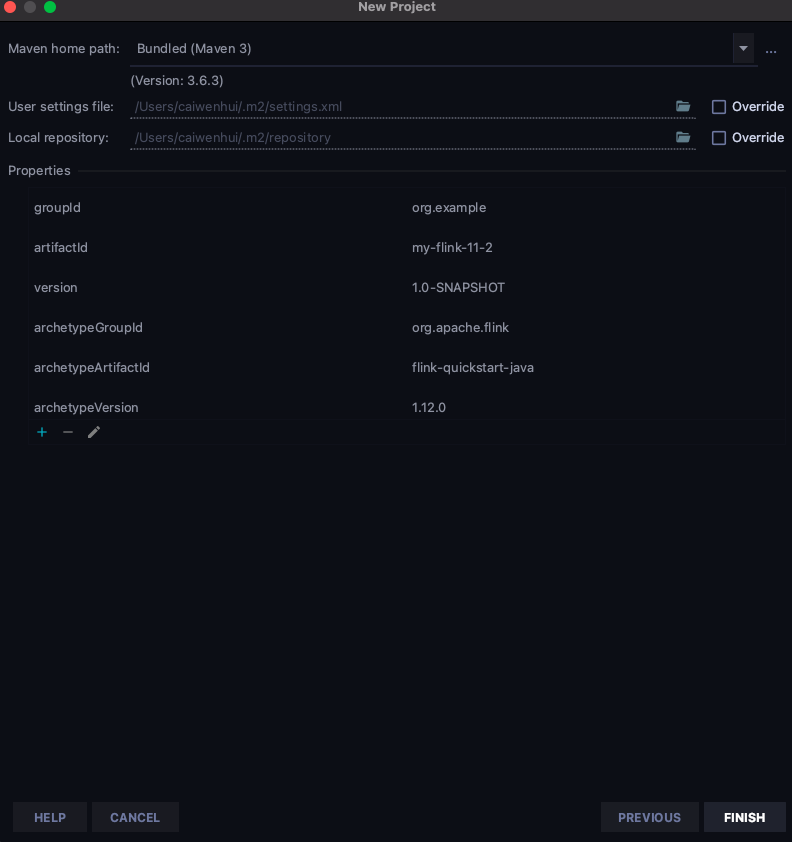 New Project
Maven home path: Bundled (Maven 3) ...
(Version: 3.6.3)
User settings file: /Users/caiwenhui/.m2/settings.xml Override
Local repository: /Users/caiwenhui/.m2/repository Override
Properties
groupId org.example
artifactId my-flink-11-2
version 1.0-SNAPSHOT
archetypeGroupId org.apache.flink
archetypeArtifactId flink-quickstart-java
archetypeVersion 1.12.0
HELP CANCEL PREVIOUS FINISH